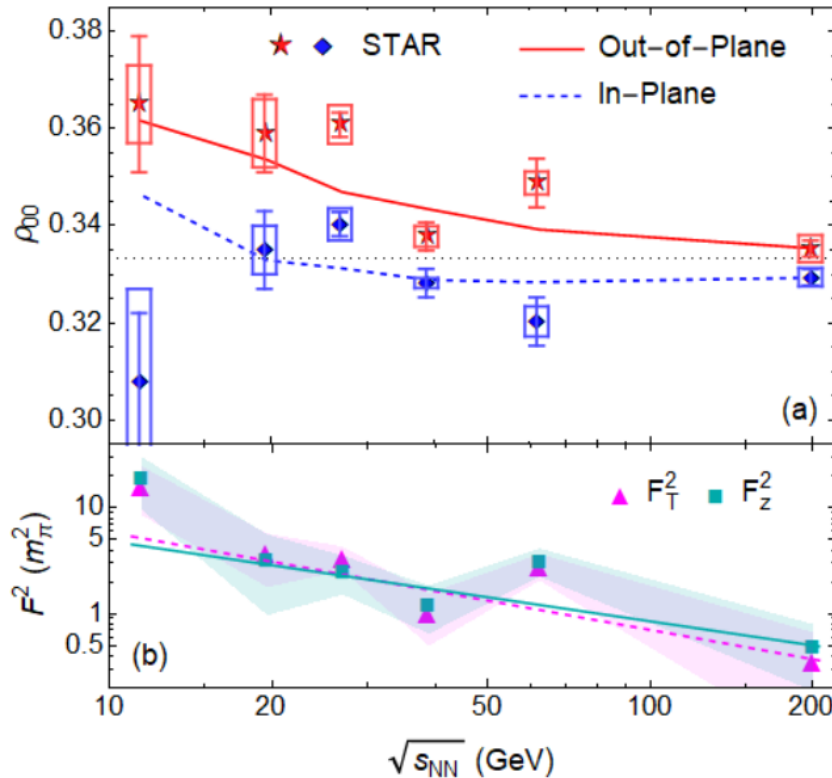 0.38
STAR
Out-of-Plane
In-Plane
0.36
ρ₀₀
0.34
0.32
0.30
(a)
F_T^2
F_z^2
10
5
F² (m_π^2)
1
0.5
(b)
10 20 50 100 200
√s_NN (GeV)